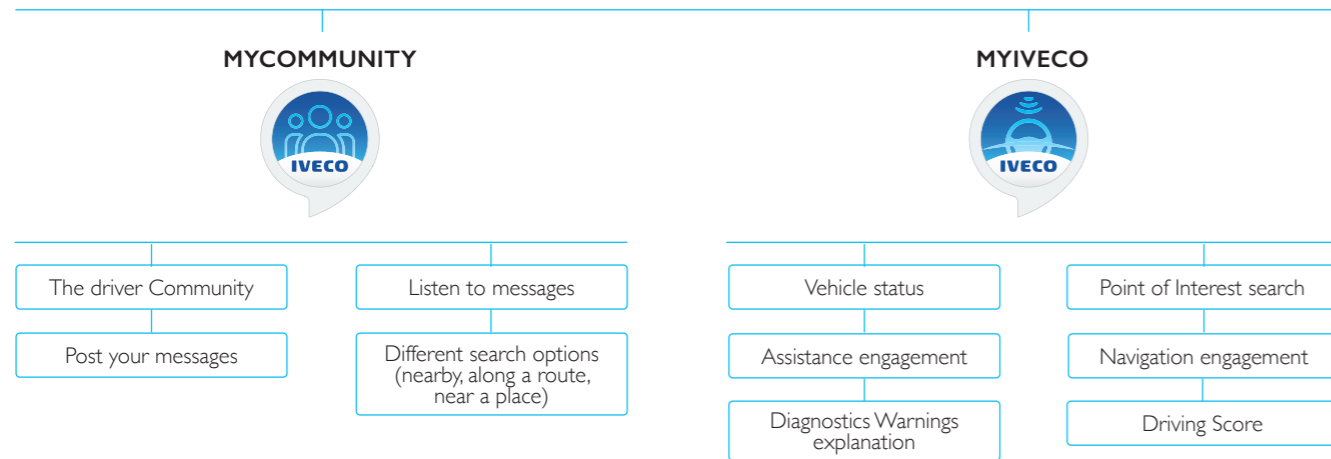 MYCOMMUNITY
IVECO
The driver Community
Post your messages
Listen to messages
Different search options
(nearby, along a route,
near a place)
MYIVECO
IVECO
Vehicle status
Assistance engagement
Diagnostics Warnings
explanation
Point of Interest search
Navigation engagement
Driving Score